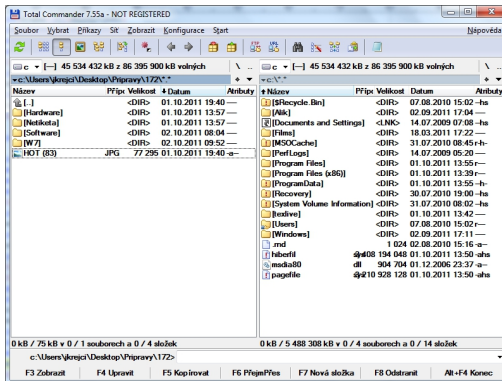 Total Commander 7.55a - NOT REGISTERED
Soubor Vybrat Příkazy Síť Zobrazit Konfigurace Start Nápověda
c [—] 45 534 432 kB z 86 395 900 kB volných \ ..
c [—] 45 534 432 kB z 86 395 900 kB volných \ ..
c:\Users\jkrejci\Desktop\Pripravy\172\*.*
c:\*.*
Název Přípo Velikost Datum Atributy
[..] <DIR> 01.10.2011 19:40 —
[Hardware] <DIR> 01.10.2011 13:57 —
[Netiketa] <DIR> 01.10.2011 13:57 —
[Software] <DIR> 02.10.2011 08:04 —
[W7] <DIR> 02.10.2011 09:52 —
HOT (83) JPG 77 295 01.10.2011 19:40 -a--
Název Přípo Velikost Datum Atributy
[$Recycle.Bin] <DIR> 07.08.2010 15:02 --hs
[Alik] <DIR> 02.09.2011 17:04 —
[Documents and Settings] <LNK> 14.07.2009 07:08 --hs
[Films] <DIR> 18.03.2011 17:22 —
[MSOCache] <DIR> 31.07.2010 08:45 r-h-
[PerfLogs] <DIR> 14.07.2009 05:20 —
[Program Files] <DIR> 01.10.2011 13:55 r—
[Program Files (x86)] <DIR> 01.10.2011 13:39 r—
[ProgramData] <DIR> 01.10.2011 13:55 --h-
[Recovery] <DIR> 30.07.2010 19:00 --hs
[System Volume Information] <DIR> 31.07.2010 08:02 --hs
[texlive] <DIR> 01.10.2011 13:42 —
[Users] <DIR> 07.08.2010 15:02 r—
[Windows] <DIR> 02.09.2011 17:11 —
.rnd 1 024 02.08.2010 15:16 -a--
hiberfil 408 194 048 01.10.2011 13:50 -ahs
msdia80 dll 904 704 01.12.2006 23:37 -a--
pagefile 210 928 128 01.10.2011 13:50 -ahs
0 kB / 75 kB v 0 / 1 souborech a 0 / 4 složek
0 kB / 5 488 308 kB v 0 / 4 souborech a 0 / 14 složek
c:\Users\jkrejci\Desktop\Pripravy\172>
F3 Zobrazit F4 Upravit F5 Kopírovat F6 PřejmPřes F7 Nová složka F8 Odstranit Alt+F4 Konec